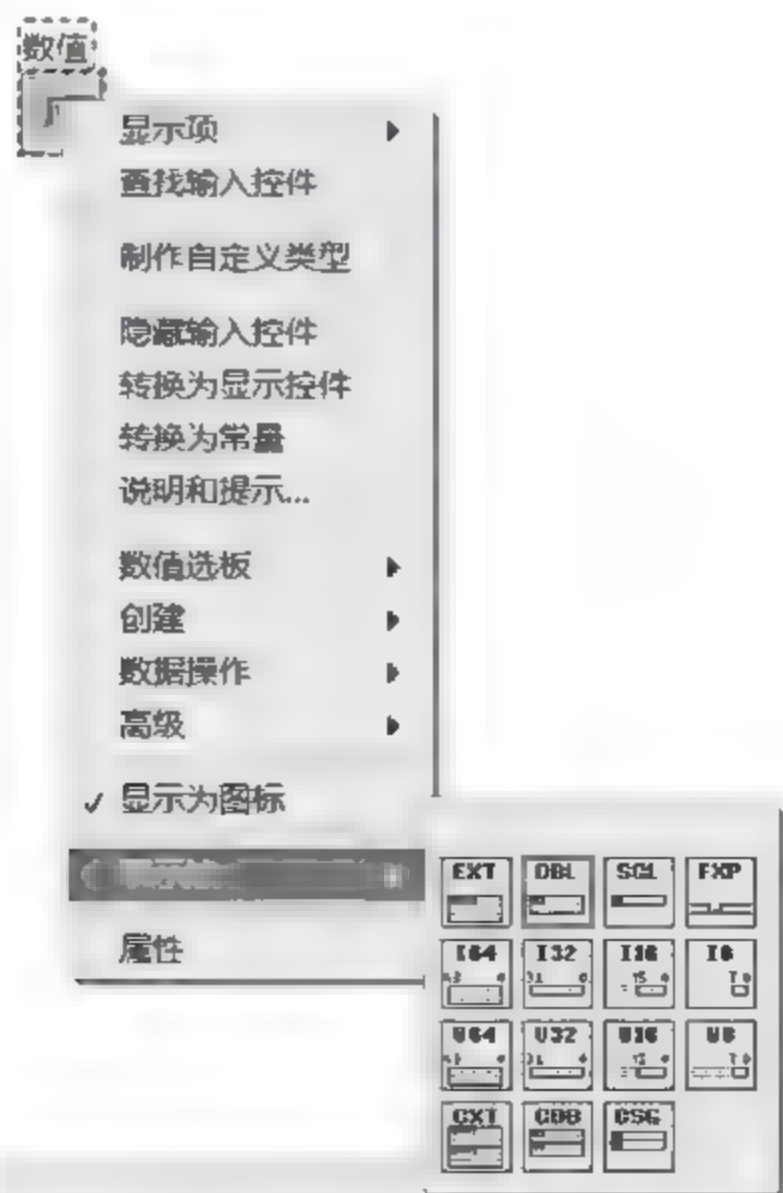 数值
显示项
查找输入控件
制作自定义类型
隐藏输入控件
转换为显示控件
转换为常量
说明和提示...
数值选板
创建
数据操作
高级
✓ 显示为图标
属性
EXT DBL SGL FXP
I64 I32 I16 I8
U64 U32 U16 U8
CXT CDB CSG